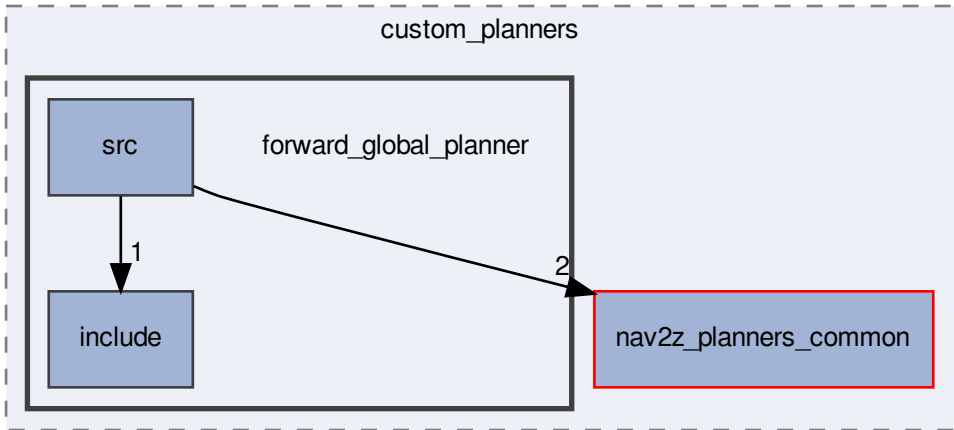 custom_planners
src
forward_global_planner
1
2
include
nav2z_planners_common